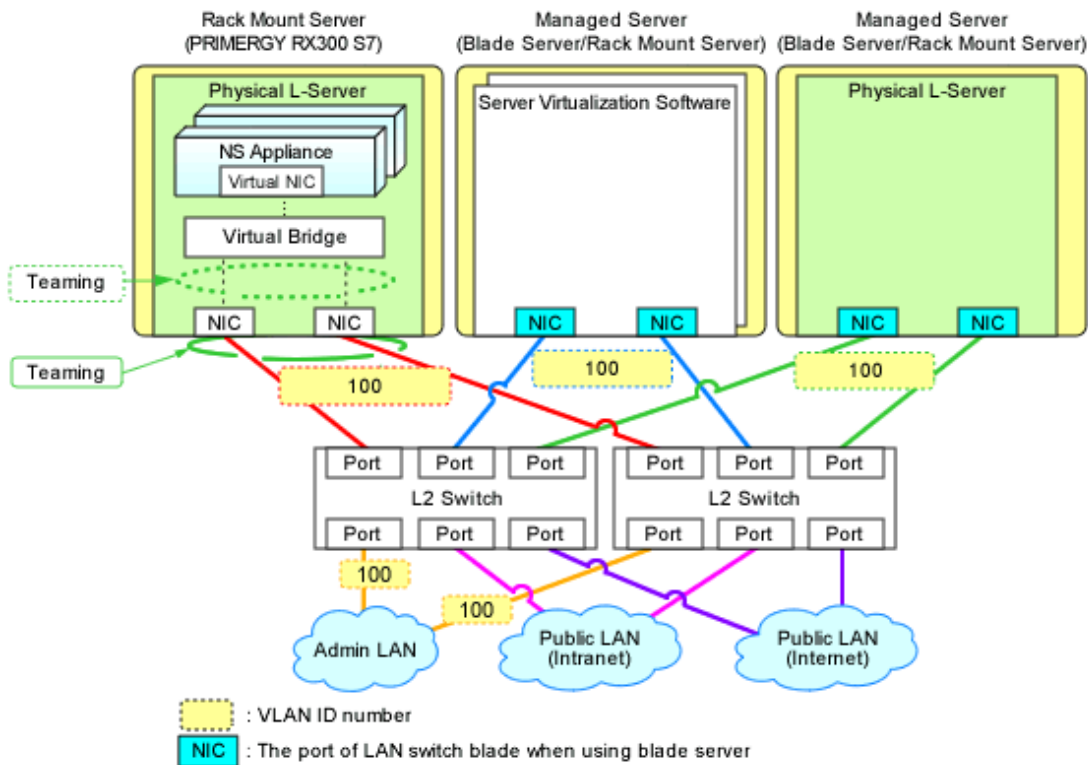 Rack Mount Server
(PRIMERGY RX300 S7)
Managed Server
(Blade Server/Rack Mount Server)
Managed Server
(Blade Server/Rack Mount Server)
Physical L-Server
Server Virtualization Software
Physical L-Server
NS Appliance
Virtual NIC
Virtual Bridge
Teaming
NIC
NIC
NIC
NIC
NIC
NIC
Teaming
100
100
100
Port
Port
Port
Port
Port
Port
L2 Switch
L2 Switch
Port
Port
Port
Port
Port
Port
100
100
Admin LAN
Public LAN
(Intranet)
Public LAN
(Internet)
: VLAN ID number
NIC : The port of LAN switch blade when using blade server